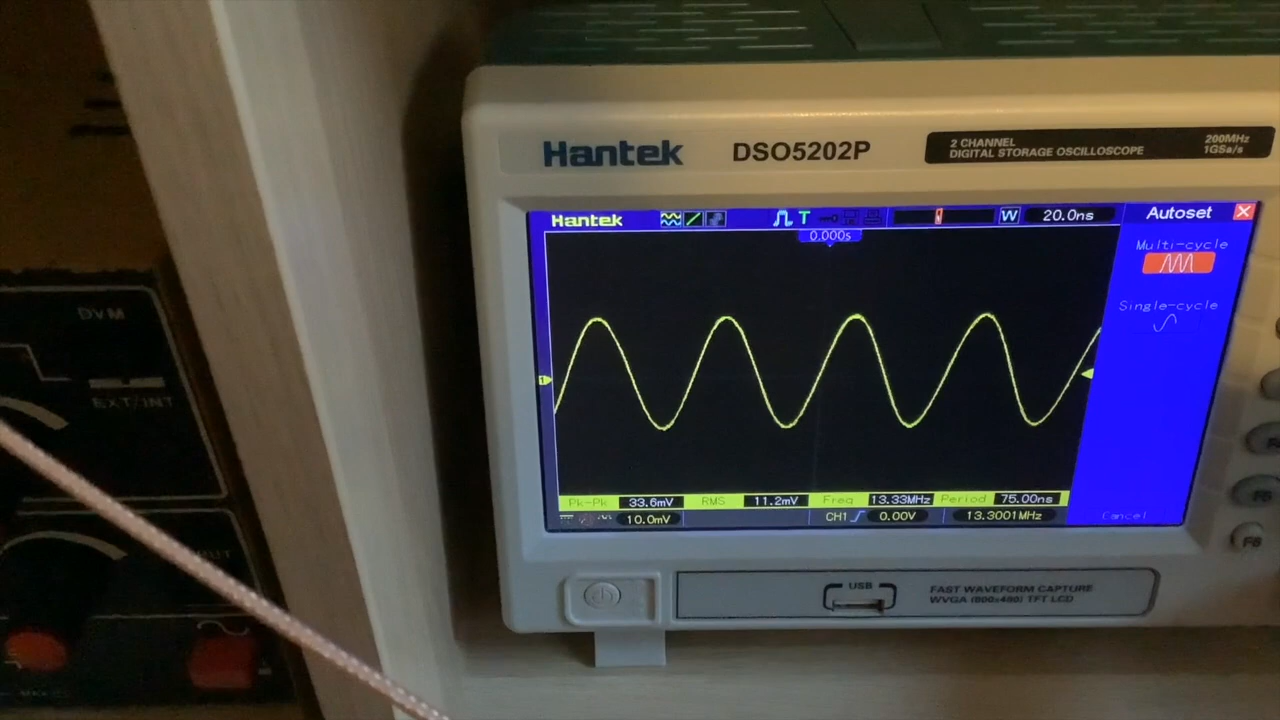 Hantek DSO5202P
2 CHANNEL
DIGITAL STORAGE OSCILLOSCOPE
200MHz
1GSa/s
Hantek T W 20.0ns Autoset
0.000s
Multi-cycle
Single-cycle
1
Pk-Pk 33.6mV RMS 11.2mV Freq 13.33MHz Period 75.00ns
10.0mV CH1 0.00V 13.3001MHz
Cancel
F6
USB
FAST WAVEFORM CAPTURE
WVGA (800x480) TFT LCD
DVM
EXT/INT